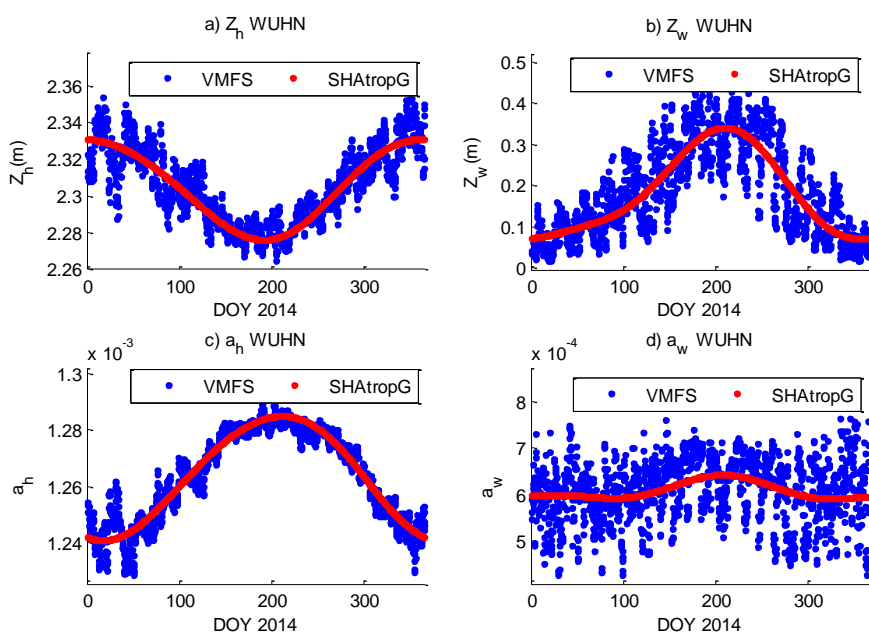 a) Z_h WUHN
VMFS SHAtropG
2.36
2.34
2.32
2.3
2.28
2.26
Z_h (m)
0 100 200 300
DOY 2014
b) Z_w WUHN
VMFS SHAtropG
0.5
0.4
0.3
0.2
0.1
0
Z_w (m)
0 100 200 300
DOY 2014
c) a_h WUHN
x 10^-3
VMFS SHAtropG
1.3
1.28
1.26
1.24
a_h
0 100 200 300
DOY 2014
d) a_w WUHN
x 10^-4
VMFS SHAtropG
8
7
6
5
a_w
0 100 200 300
DOY 2014